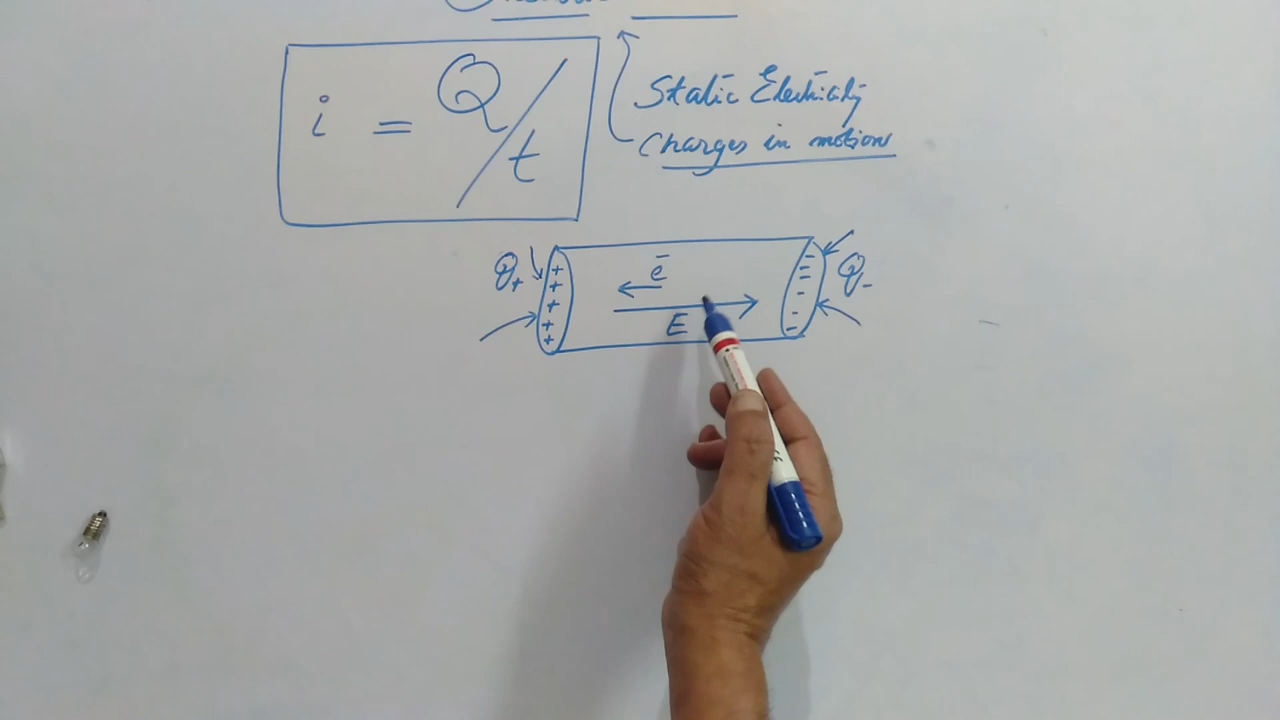 i = Q/t
Static Electricity
Charges in motion
Q+ + + + + + e⁻ - - - - - Q-
E